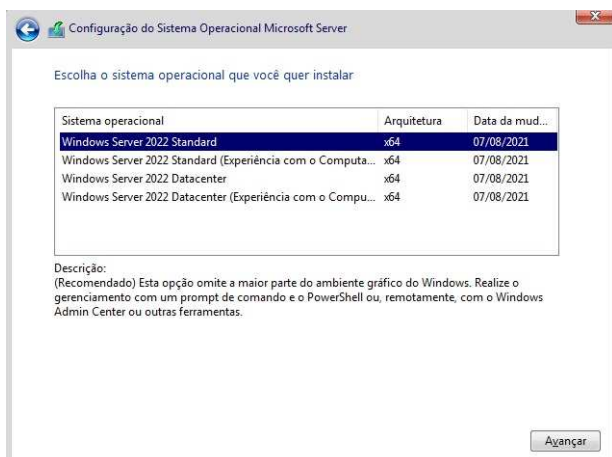 Configuração do Sistema Operacional Microsoft Server
Escolha o sistema operacional que você quer instalar
Sistema operacional Arquitetura Data da mud...
Windows Server 2022 Standard x64 07/08/2021
Windows Server 2022 Standard (Experiência com o Computa... x64 07/08/2021
Windows Server 2022 Datacenter x64 07/08/2021
Windows Server 2022 Datacenter (Experiência com o Compu... x64 07/08/2021
Descrição:
(Recomendado) Esta opção omite a maior parte do ambiente gráfico do Windows. Realize o
gerenciamento com um prompt de comando e o PowerShell ou, remotamente, com o Windows
Admin Center ou outras ferramentas.
Avançar